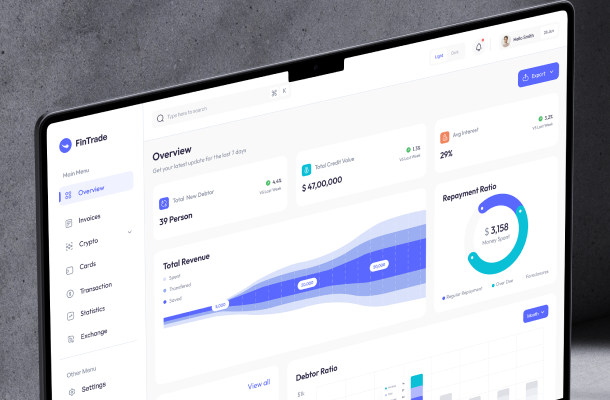 FinTrade
Main Menu
Overview
Invoices
Crypto
Cards
Transaction
Statistics
Exchange
Other Menu
Settings
Type here to search
⌘ K
Light
Dark
Hello Smith
Export
Overview
Get your latest update for the last 7 days
Total New Debtor
4.4%
VS Last Week
39 Person
Total Credit Value
1.3%
VS Last Week
$ 47,00,000
Avg Interest
VS Last Week
29%
Total Revenue
Spent
Transferred
Saved
20,000
Repayment Ratio
$ 3,158
Money Spent
Regular Repayment
Over Due
Foreclosures
View all
Debtor Ratio
Month